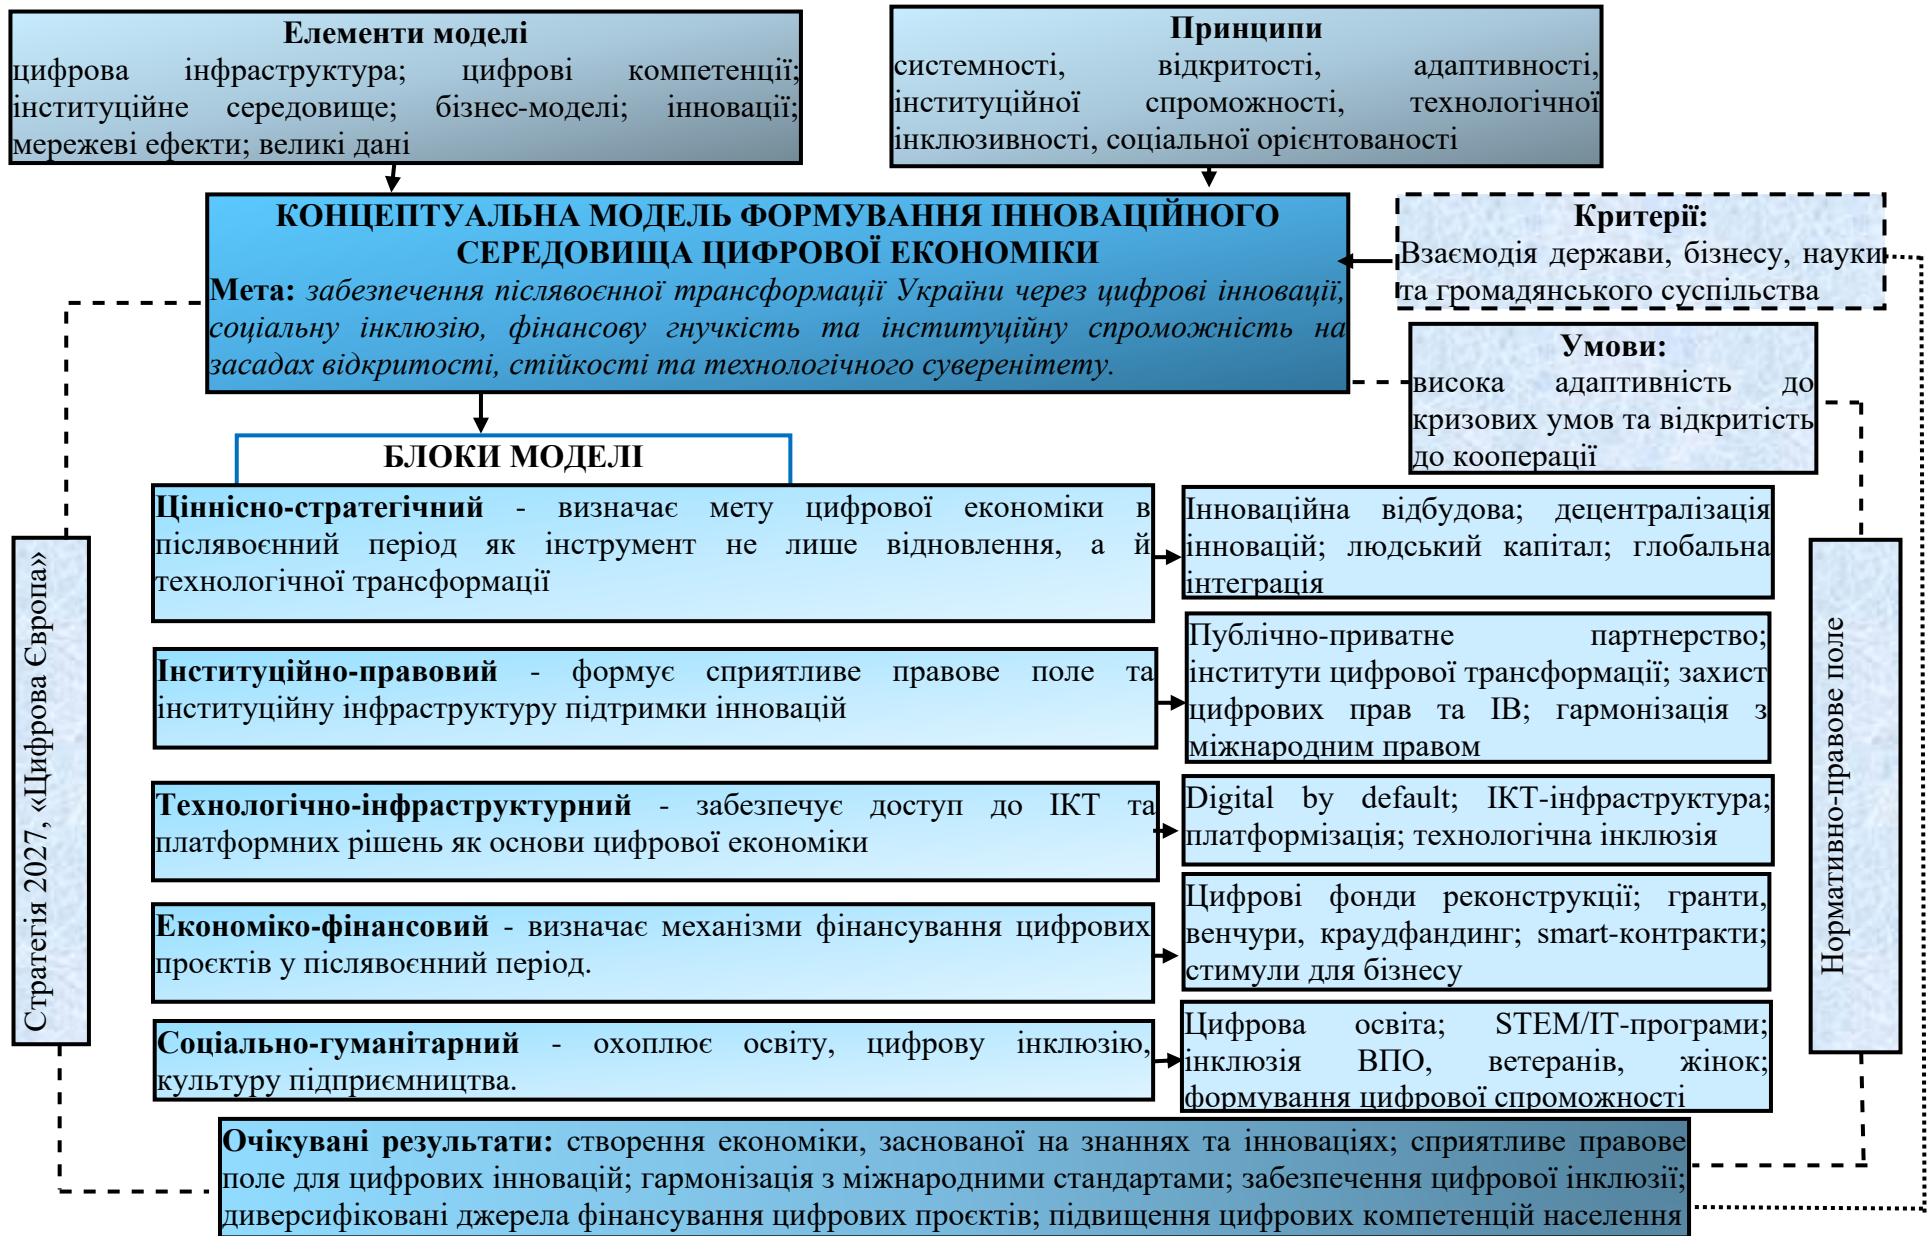 Елементи моделі
цифрова інфраструктура; цифрові компетенції;
інституційне середовище; бізнес-моделі; інновації;
мережеві ефекти; великі дані
Принципи
системності, відкритості, адаптивності,
інституційної спроможності, технологічної
інклюзивності, соціальної орієнтованості
КОНЦЕПТУАЛЬНА МОДЕЛЬ ФОРМУВАННЯ ІННОВАЦІЙНОГО
СЕРЕДОВИЩА ЦИФРОВОЇ ЕКОНОМІКИ
Мета: забезпечення післявоєнної трансформації України через цифрові інновації,
соціальну інклюзію, фінансову гнучкість та інституційну спроможність на
засадах відкритості, стійкості та технологічного суверенітету.
Критерії:
Взаємодія держави, бізнесу, науки
та громадянського суспільства
Умови:
висока адаптивність до
кризових умов та відкритість
до кооперації
БЛОКИ МОДЕЛІ
Ціннісно-стратегічний - визначає мету цифрової економіки в
післявоєнний період як інструмент не лише відновлення, а й
технологічної трансформації
Інноваційна відбудова; децентралізація
інновацій; людський капітал; глобальна
інтеграція
Інституційно-правовий - формує сприятливе правове поле та
інституційну інфраструктуру підтримки інновацій
Публічно-приватне партнерство;
інститути цифрової трансформації; захист
цифрових прав та ІВ; гармонізація з
міжнародним правом
Технологічно-інфраструктурний - забезпечує доступ до ІКТ та
платформних рішень як основи цифрової економіки
Digital by default; ІКТ-інфраструктура;
платформізація; технологічна інклюзія
Економіко-фінансовий - визначає механізми фінансування цифрових
проєктів у післявоєнний період.
Цифрові фонди реконструкції; гранти,
венчури, краудфандинг; smart-контракти;
стимули для бізнесу
Соціально-гуманітарний - охоплює освіту, цифрову інклюзію,
культуру підприємництва.
Цифрова освіта; STEM/IT-програми;
інклюзія ВПО, ветеранів, жінок;
формування цифрової спроможності
Стратегія 2027, «Цифрова Європа»
Нормативно-правове поле
Очікувані результати: створення економіки, заснованої на знаннях та інноваціях; сприятливе правове
поле для цифрових інновацій; гармонізація з міжнародними стандартами; забезпечення цифрової інклюзії;
диверсифіковані джерела фінансування цифрових проєктів; підвищення цифрових компетенцій населення